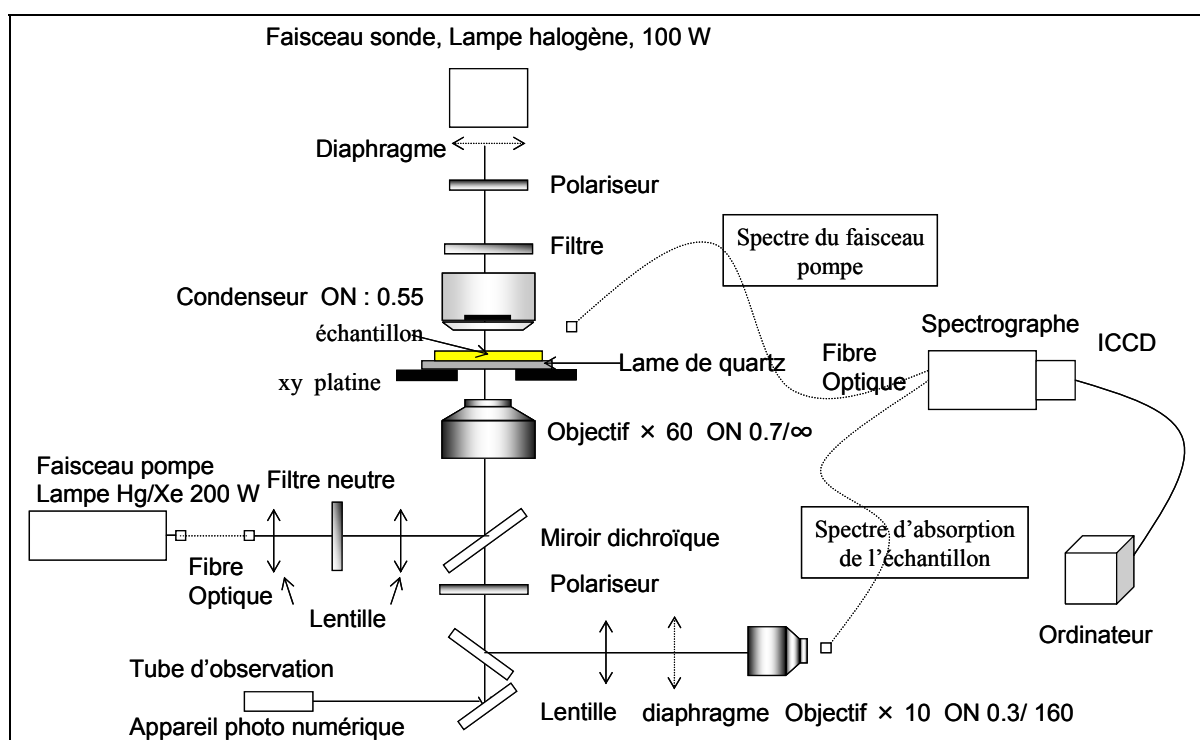 Faisceau sonde, Lampe halogène, 100 W
Diaphragme
Polariseur
Filtre
Spectre du faisceau
pompe
Condenseur ON : 0.55
échantillon
Lame de quartz
xy platine
Spectrographe
ICCD
Fibre
Optique
Objectif × 60 ON 0.7/∞
Faisceau pompe
Lampe Hg/Xe 200 W
Filtre neutre
Fibre
Optique
Lentille
Miroir dichroïque
Polariseur
Spectre d’absorption
de l’échantillon
Ordinateur
Tube d’observation
Appareil photo numérique
Lentille
diaphragme
Objectif × 10 ON 0.3/ 160